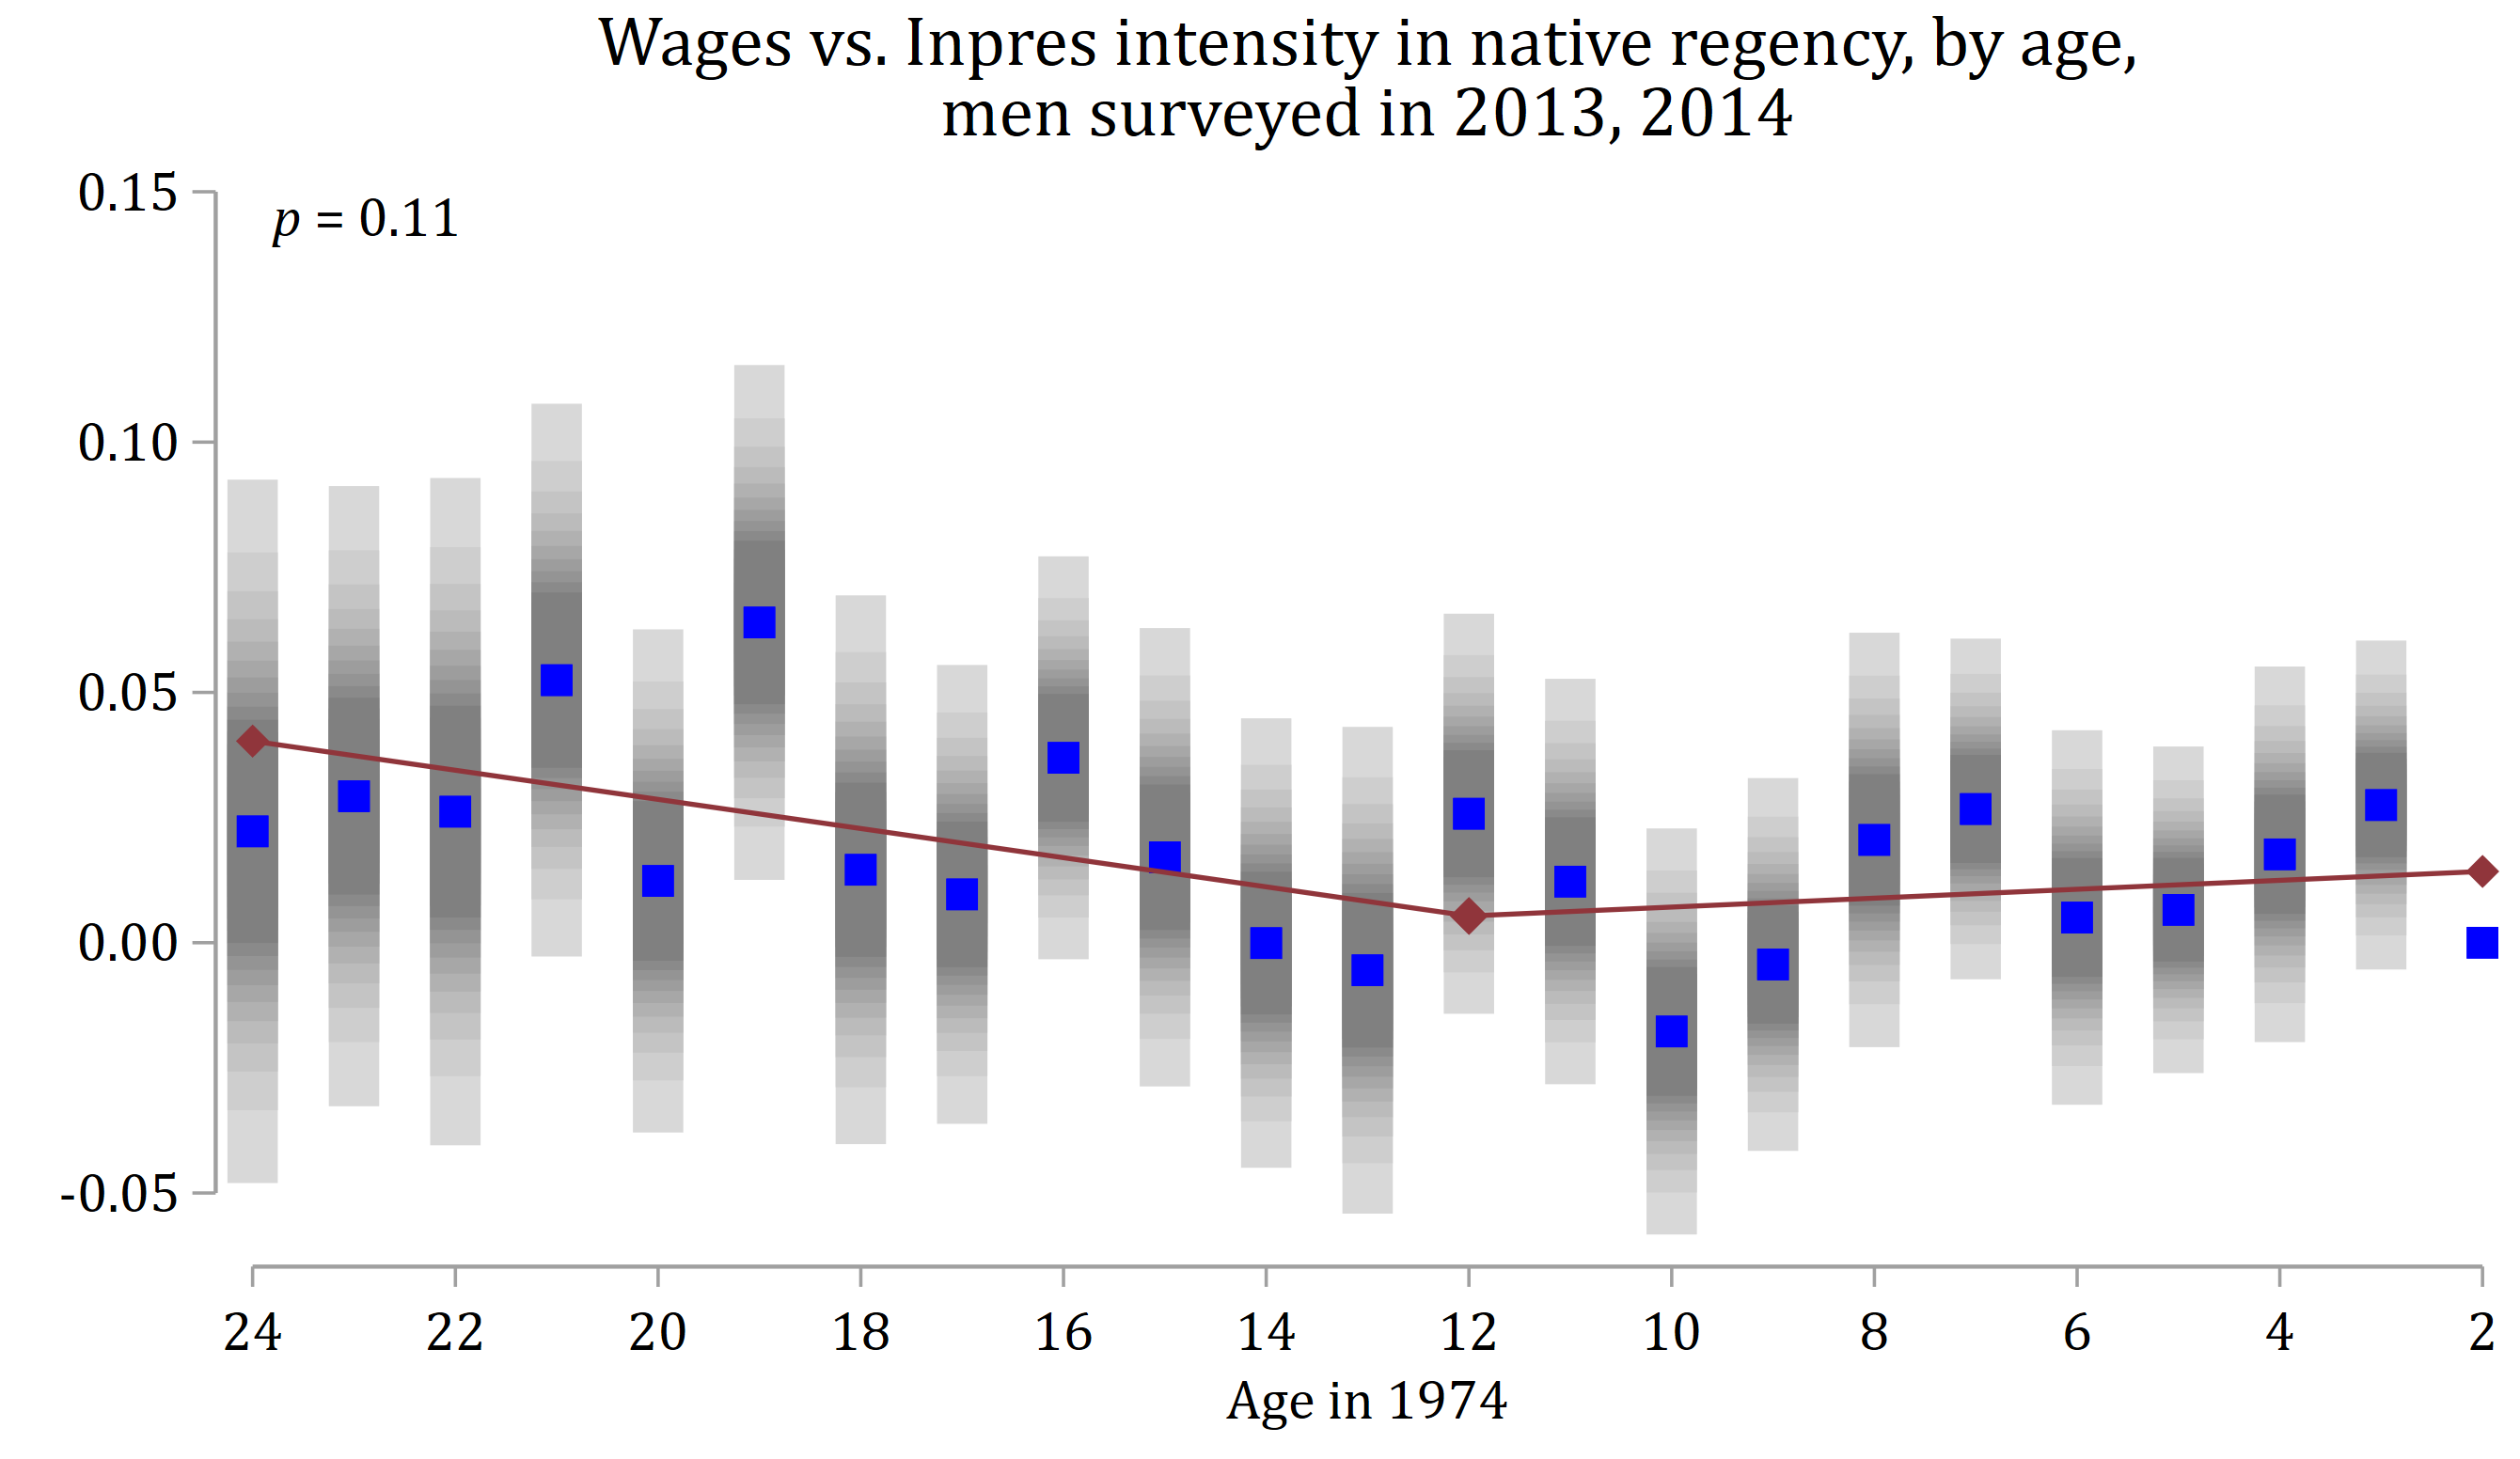 Wages vs. Inpres intensity in native regency, by age,
men surveyed in 2013, 2014
0.15
p = 0.11
0.10
0.05
0.00
-0.05
24 22 20 18 16 14 12 10 8 6 4 2
Age in 1974